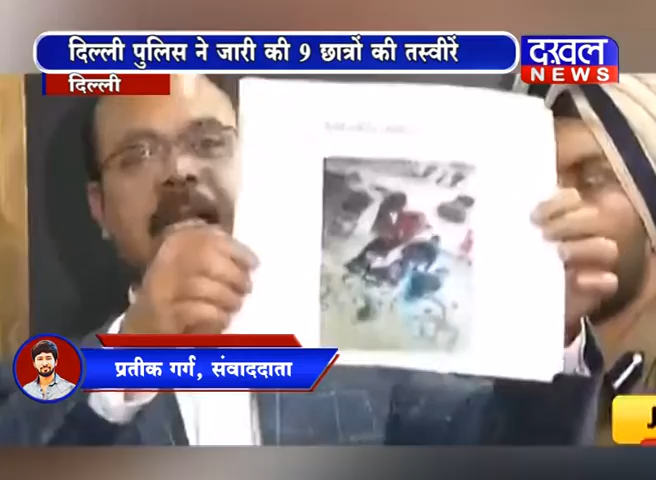 दिल्ली पुलिस ने जारी की 9 छात्रों की तस्वीरें
दख़ल
NEWS
दिल्ली
प्रतीक गर्ग, संवाददाता